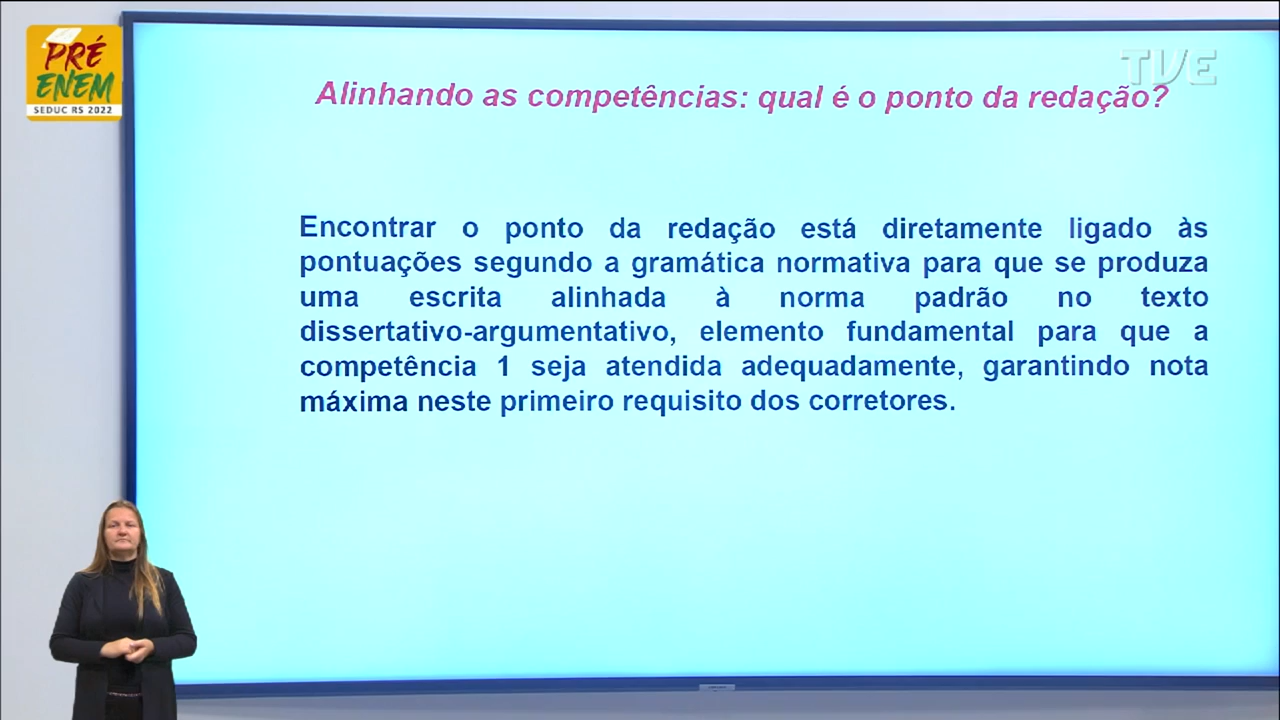 PRÉ
ENEM
SEDUC RS 2022
TVE
Alinhando as competências: qual é o ponto da redação?
Encontrar o ponto da redação está diretamente ligado às
pontuações segundo a gramática normativa para que se produza
uma escrita alinhada à norma padrão no texto
dissertativo-argumentativo, elemento fundamental para que a
competência 1 seja atendida adequadamente, garantindo nota
máxima neste primeiro requisito dos corretores.